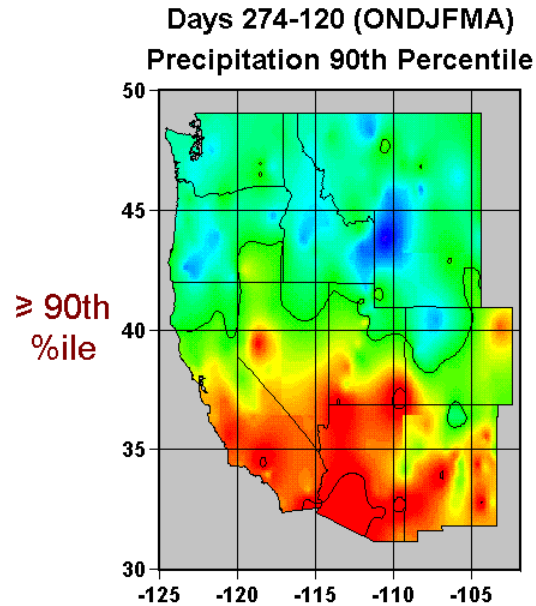 Days 274-120 (ONDJFMA)
Precipitation 90th Percentile
50
45
≥ 90th
%ile
40
35
30
-125 -120 -115 -110 -105